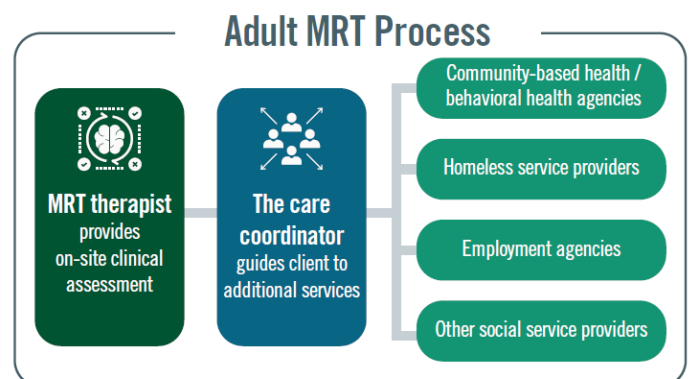 Adult MRT Process
MRT therapist
provides
on-site clinical
assessment
The care
coordinator
guides client to
additional services
Community-based health /
behavioral health agencies
Homeless service providers
Employment agencies
Other social service providers